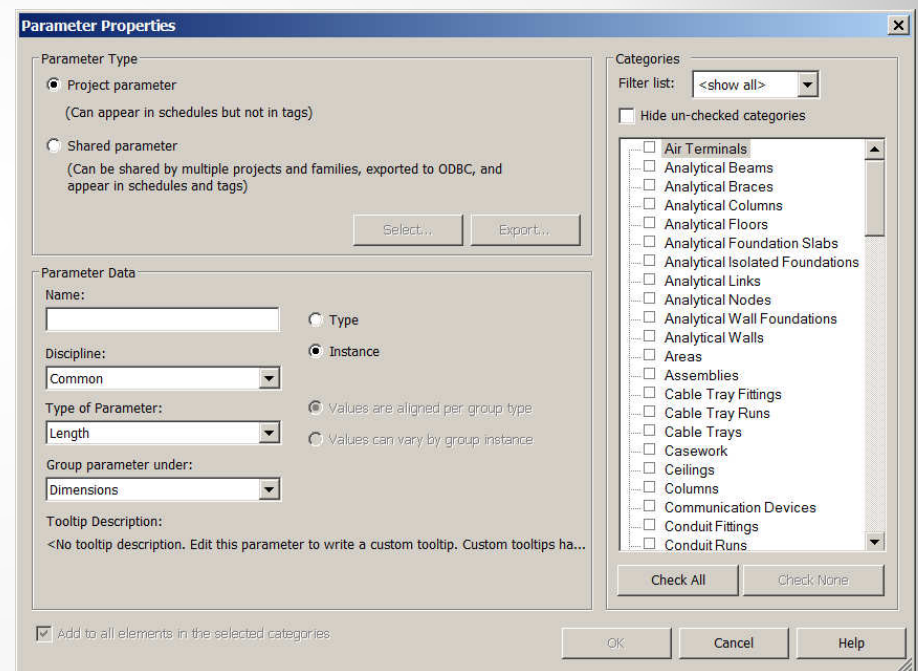 Parameter Properties
Parameter Type
Project parameter
(Can appear in schedules but not in tags)
Shared parameter
(Can be shared by multiple projects and families, exported to ODBC, and
appear in schedules and tags)
Select...
Export...
Parameter Data
Name:
Type
Discipline:
Instance
Common
Type of Parameter:
Values are aligned per group type
Length
Values can vary by group instance
Group parameter under:
Dimensions
Tooltip Description:
<No tooltip description. Edit this parameter to write a custom tooltip. Custom tooltips ha...
Add to all elements in the selected categories
Categories
Filter list:
<show all>
Hide un-checked categories
Air Terminals
Analytical Beams
Analytical Braces
Analytical Columns
Analytical Floors
Analytical Foundation Slabs
Analytical Isolated Foundations
Analytical Links
Analytical Nodes
Analytical Wall Foundations
Analytical Walls
Areas
Assemblies
Cable Tray Fittings
Cable Tray Runs
Cable Trays
Casework
Ceilings
Columns
Communication Devices
Conduit Fittings
Conduit Runs
Check All
Check None
OK
Cancel
Help